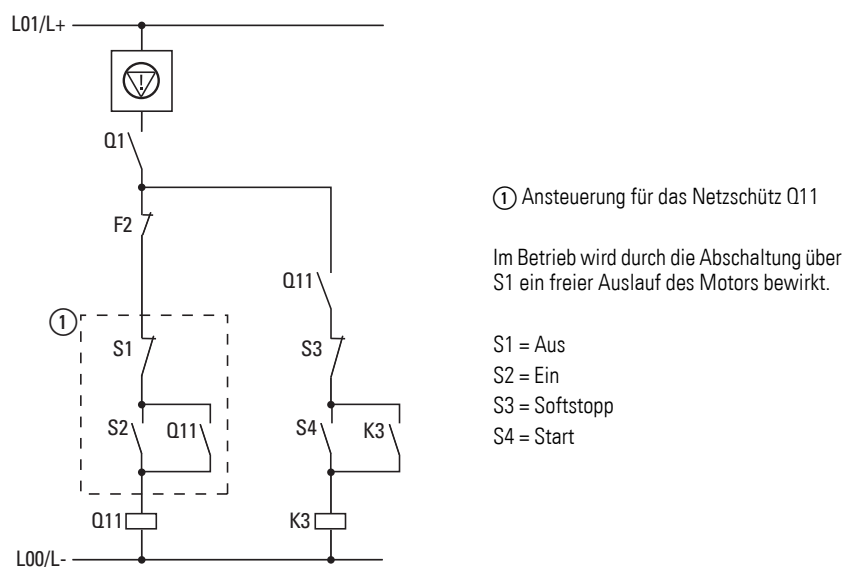 L01/L+
!
Q1
F2
Q11
① Ansteuerung für das Netzschütz Q11
Im Betrieb wird durch die Abschaltung über
S1 ein freier Auslauf des Motors bewirkt.
①
S1
S3
S1 = Aus
S2 = Ein
S3 = Softstopp
S4 = Start
S2
Q11
S4
K3
Q11
K3
L00/L-